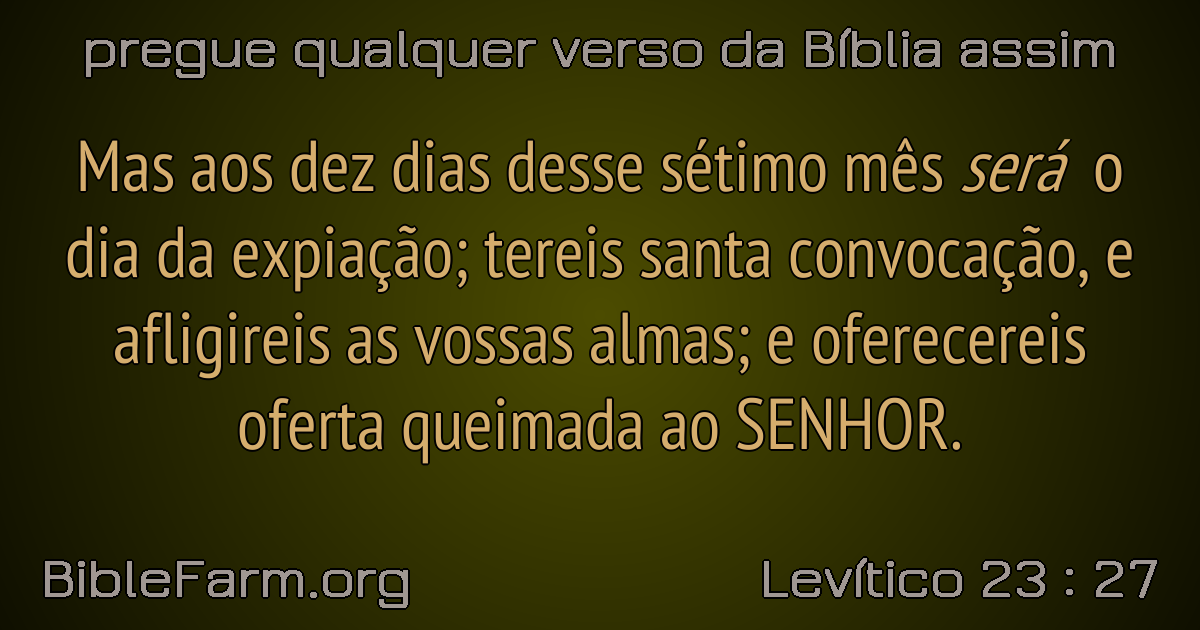 pregue qualquer verso da Bíblia assim
Mas aos dez dias desse sétimo mês será o
dia da expiação; tereis santa convocação, e
afligireis as vossas almas; e oferecereis
oferta queimada ao SENHOR.
BibleFarm.org
Levítico 23 : 27